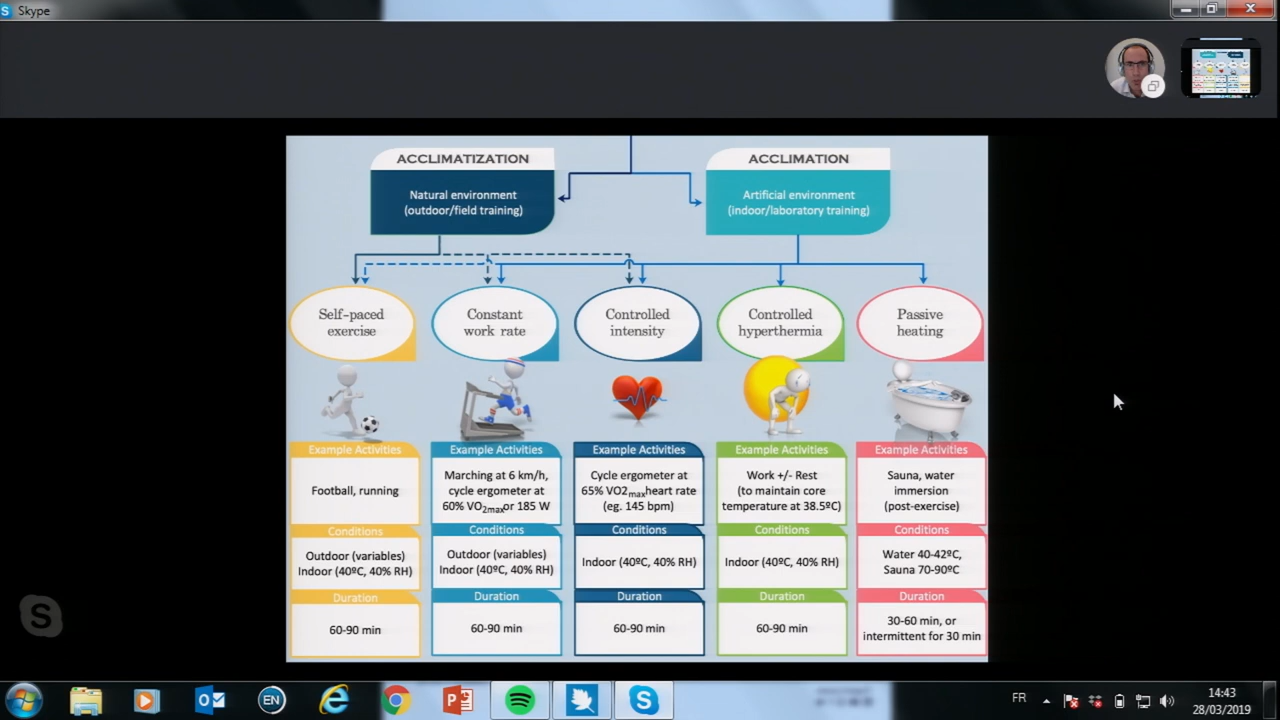 Skype
ACCLIMATIZATION
Natural environment
(outdoor/field training)
ACCLIMATION
Artificial environment
(indoor/laboratory training)
Self-paced
exercise
Constant
work rate
Controlled
intensity
Controlled
hyperthermia
Passive
heating
Example Activities
Football, running
Conditions
Outdoor (variables)
Indoor (40ºC, 40% RH)
Duration
60-90 min
Example Activities
Marching at 6 km/h,
cycle ergometer at
60% VO2max or 185 W
Conditions
Outdoor (variables)
Indoor (40ºC, 40% RH)
Duration
60-90 min
Example Activities
Cycle ergometer at
65% VO2max heart rate
(eg. 145 bpm)
Conditions
Indoor (40ºC, 40% RH)
Duration
60-90 min
Example Activities
Work +/- Rest
(to maintain core
temperature at 38.5ºC)
Conditions
Indoor (40ºC, 40% RH)
Duration
60-90 min
Example Activities
Sauna, water
immersion
(post-exercise)
Conditions
Water 40-42ºC,
Sauna 70-90ºC
Duration
30-60 min, or
intermittent for 30 min
EN
FR
14:43
28/03/2019